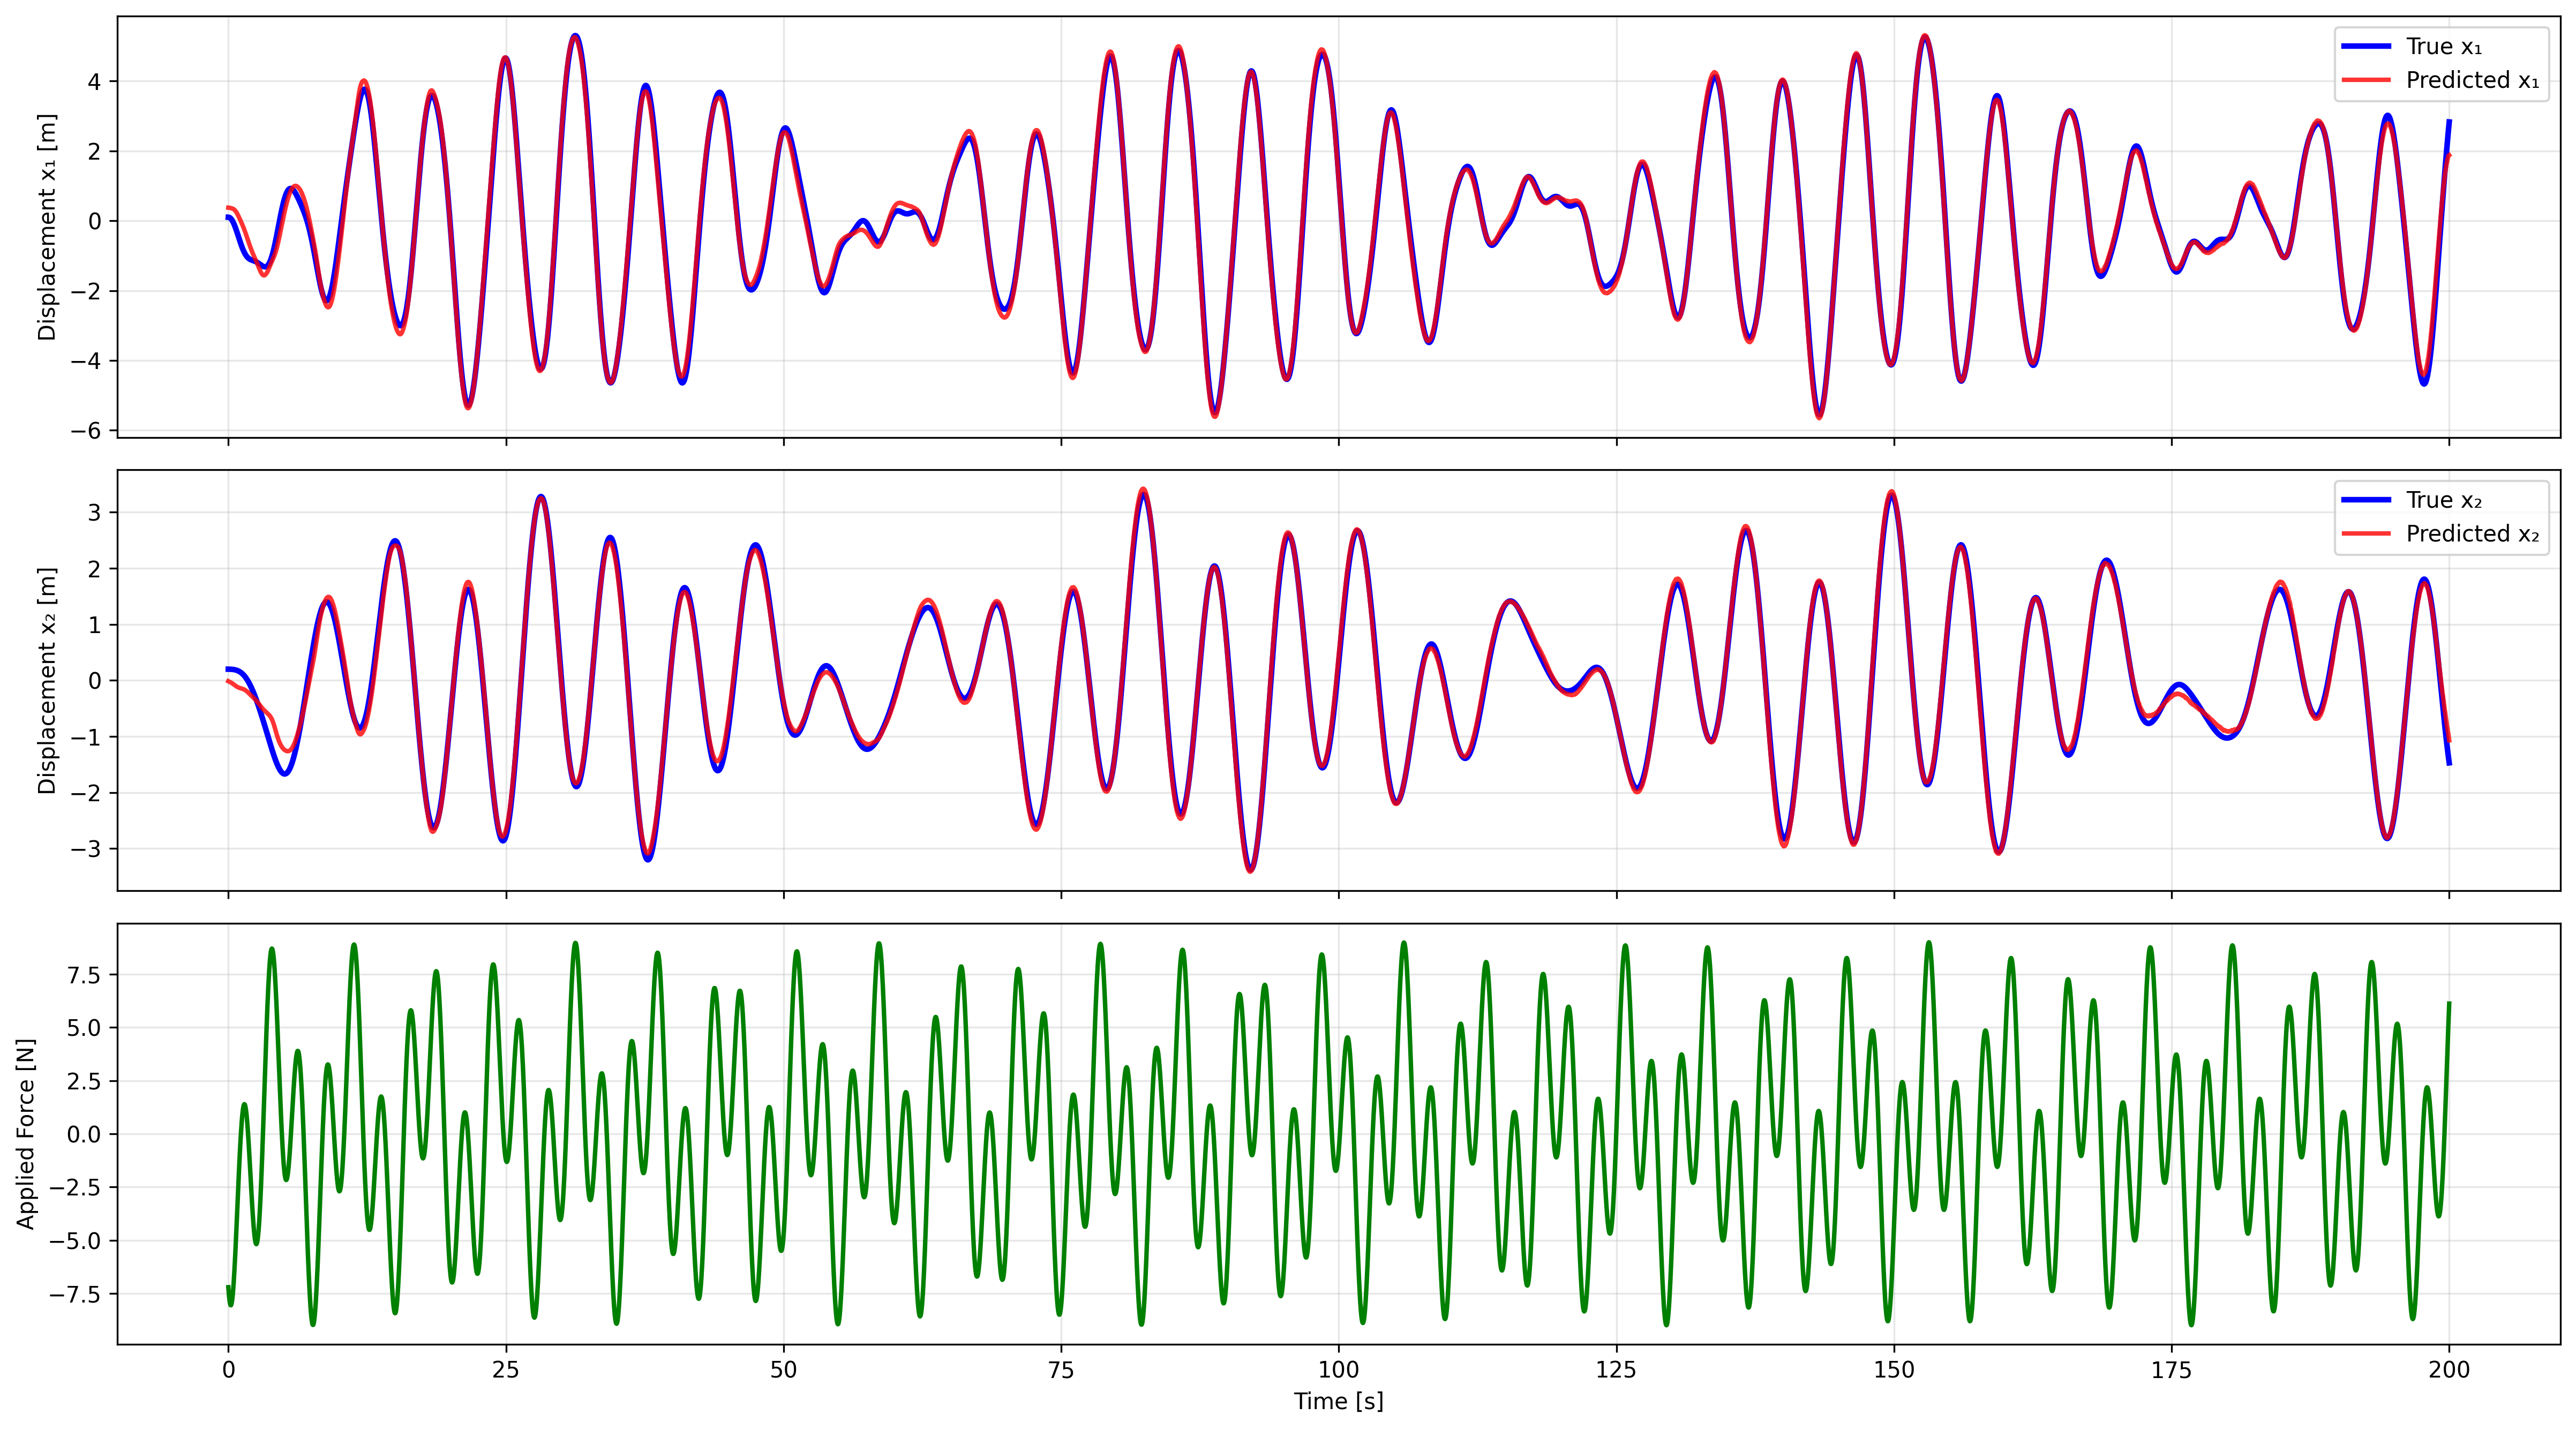 True x₁
Predicted x₁
4
2
0
−2
−4
−6
Displacement x₁ [m]
True x₂
Predicted x₂
3
2
1
0
−1
−2
−3
Displacement x₂ [m]
7.5
5.0
2.5
0.0
−2.5
−5.0
−7.5
Applied Force [N]
0 25 50 75 100 125 150 175 200
Time [s]